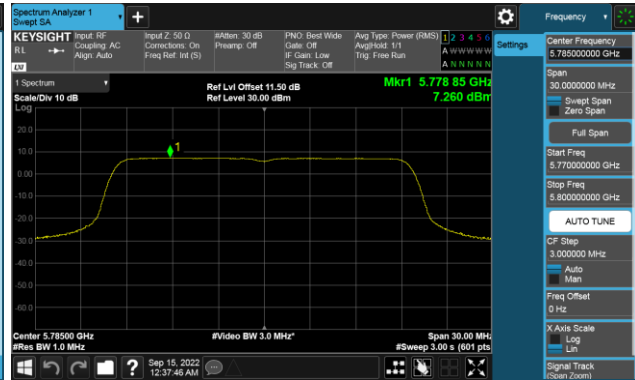 Spectrum Analyzer 1
Swept SA
+
Frequency
KEYSIGHT
RL
LXI
Input: RF
Coupling: AC
Align: Auto
Input Z: 50 Ω
Corrections: On
Freq Ref: Int (S)
#Atten: 30 dB
Preamp: Off
PNO: Best Wide
Gate: Off
IF Gain: Low
Sig Track: Off
Avg Type: Power (RMS)
Avg|Hold: 1/1
Trig: Free Run
1 2 3 4 5 6
A W W W W W
A N N N N N
1 Spectrum
Scale/Div 10 dB
Ref Lvl Offset 11.50 dB
Ref Level 30.00 dBm
Mkr1 5.778 85 GHz
7.260 dBm
Log
20.0
10.0
0.00
-10.0
-20.0
-30.0
-40.0
-50.0
-60.0
1
Center 5.78500 GHz
#Res BW 1.0 MHz
#Video BW 3.0 MHz*
Span 30.00 MHz
#Sweep 3.00 s (601 pts)
?
Sep 15, 2022
12:37:46 AM
Settings
Center Frequency
5.785000000 GHz
Span
30.0000000 MHz
Swept Span
Zero Span
Full Span
Start Freq
5.770000000 GHz
Stop Freq
5.800000000 GHz
AUTO TUNE
CF Step
3.000000 MHz
Auto
Man
Freq Offset
0 Hz
X Axis Scale
Log
Lin
Signal Track
(Span Zoom)